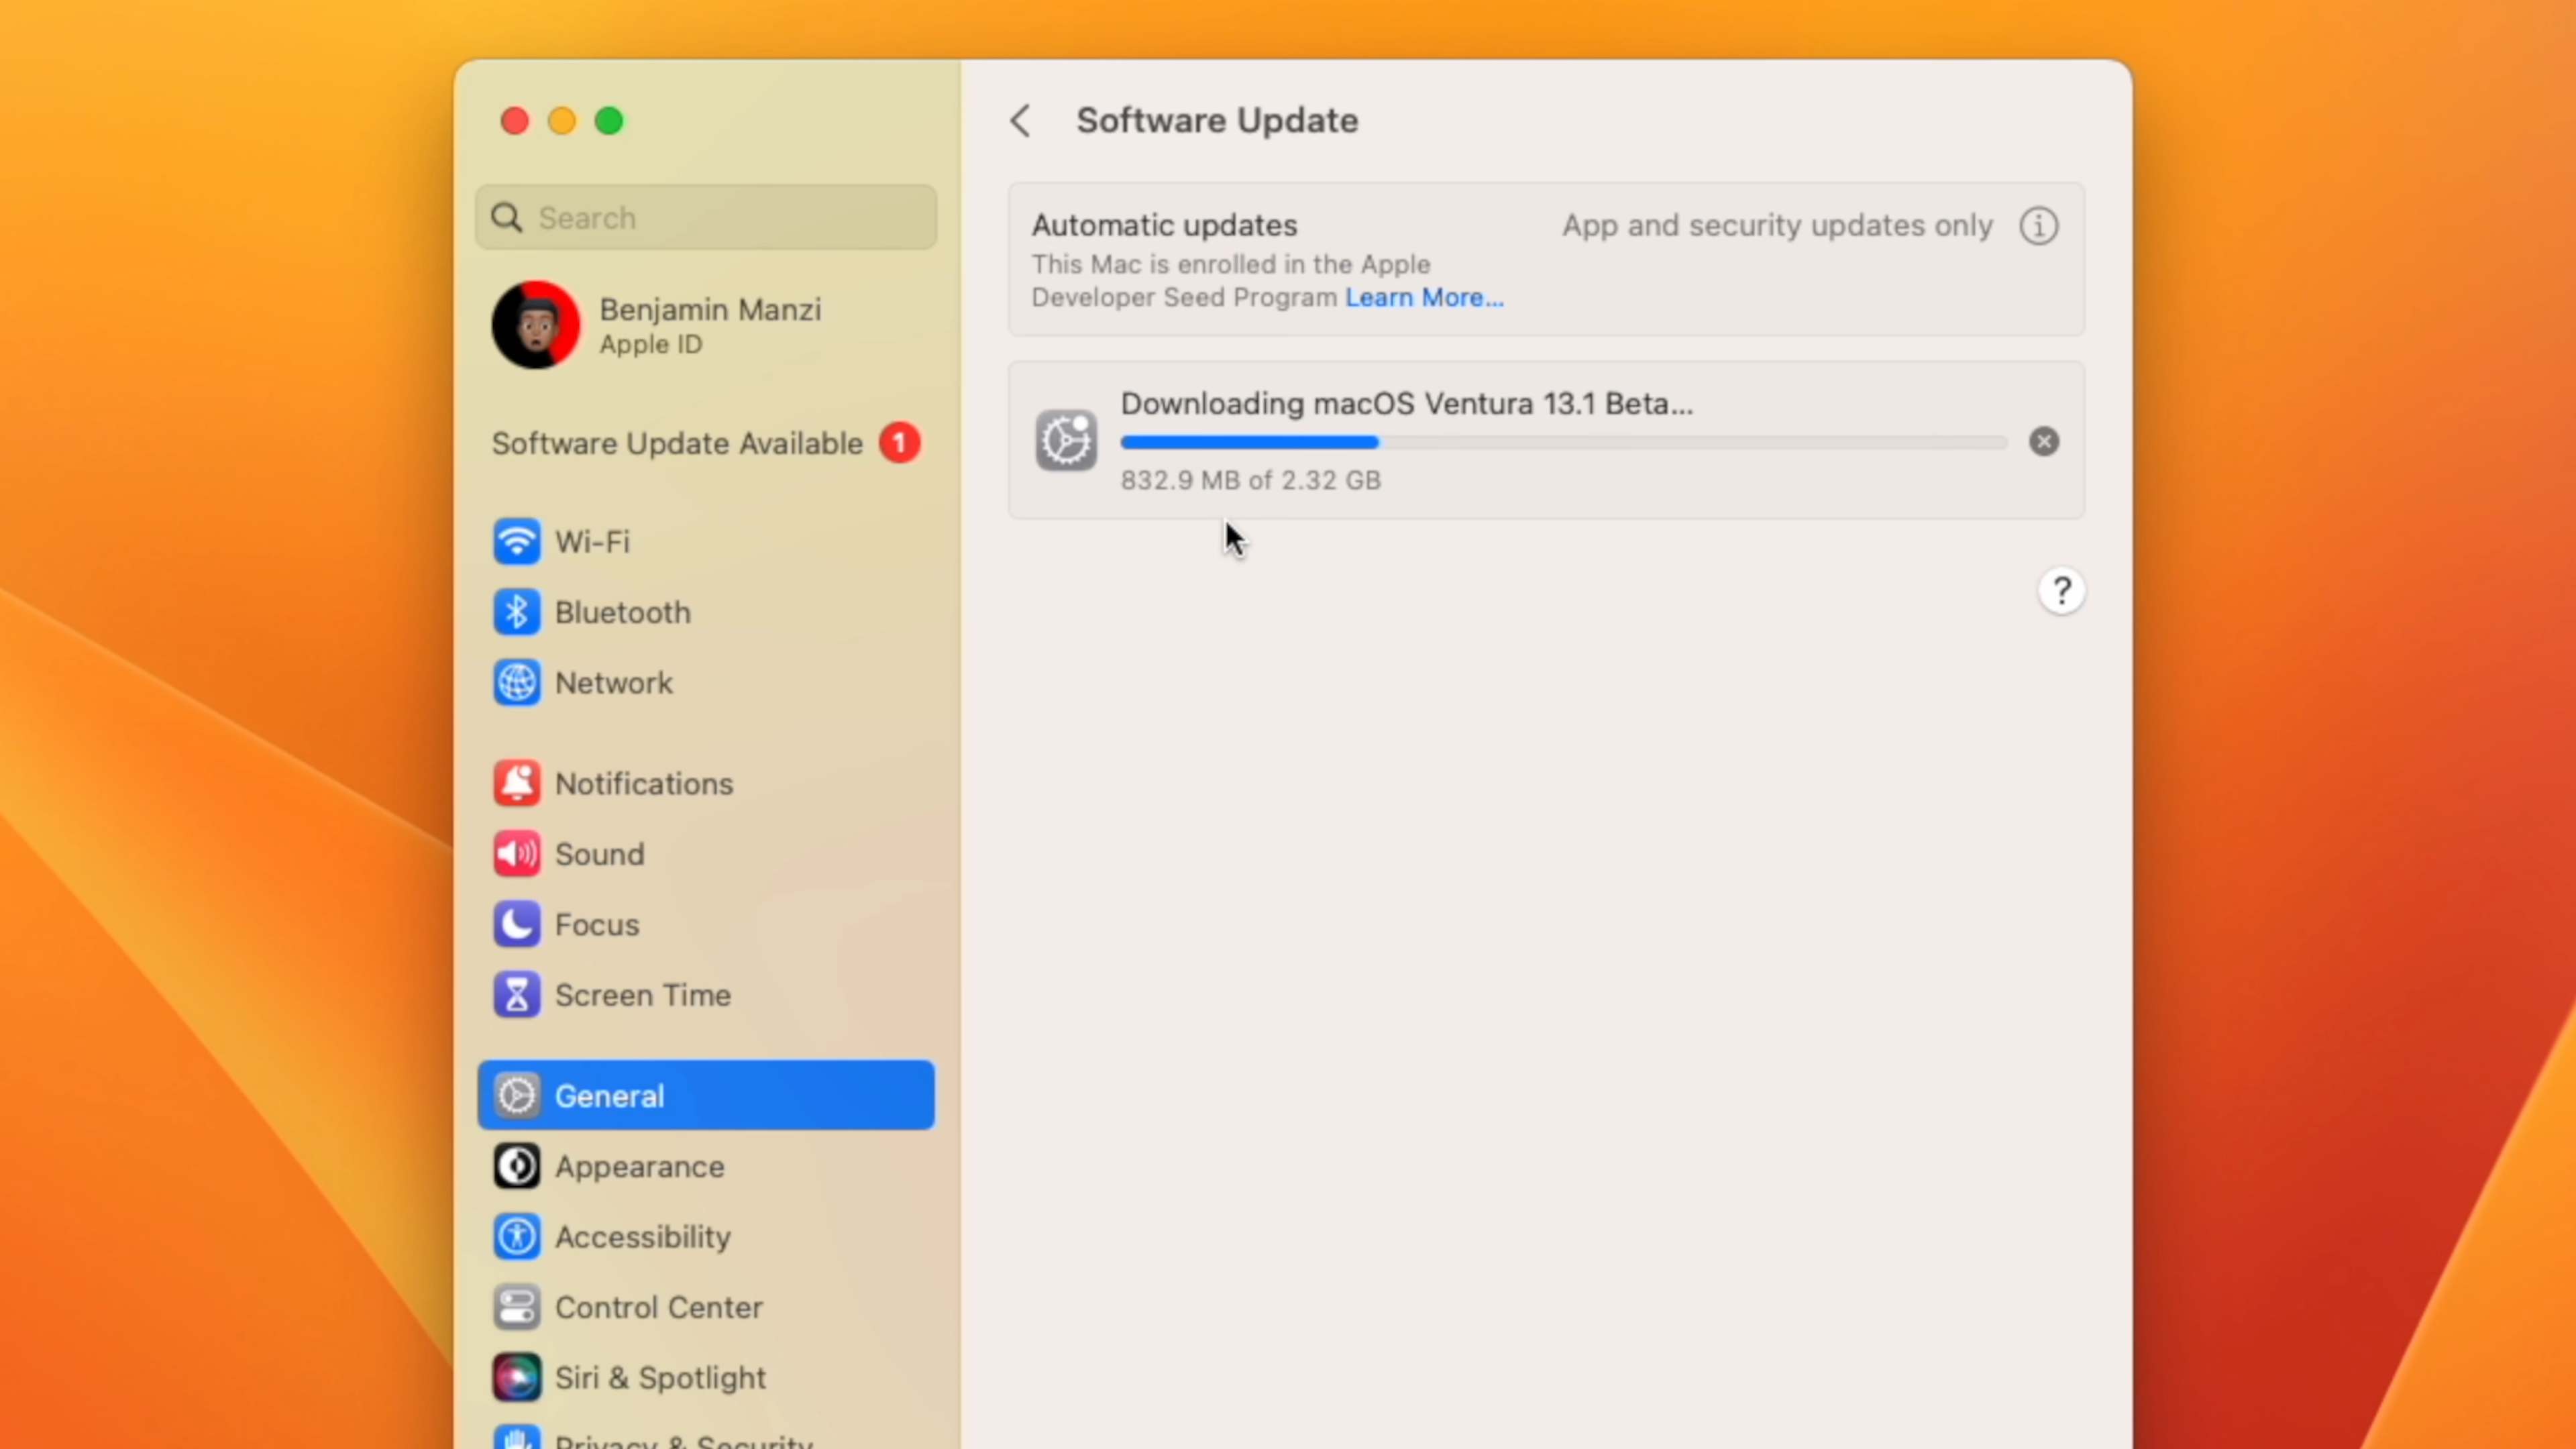 Software Update
Search
Automatic updates
App and security updates only
This Mac is enrolled in the Apple
Developer Seed Program Learn More...
Benjamin Manzi
Apple ID
Downloading macOS Ventura 13.1 Beta...
832.9 MB of 2.32 GB
Software Update Available 1
?
Wi-Fi
Bluetooth
Network
Notifications
Sound
Focus
Screen Time
General
Appearance
Accessibility
Control Center
Siri & Spotlight
Privacy & Security